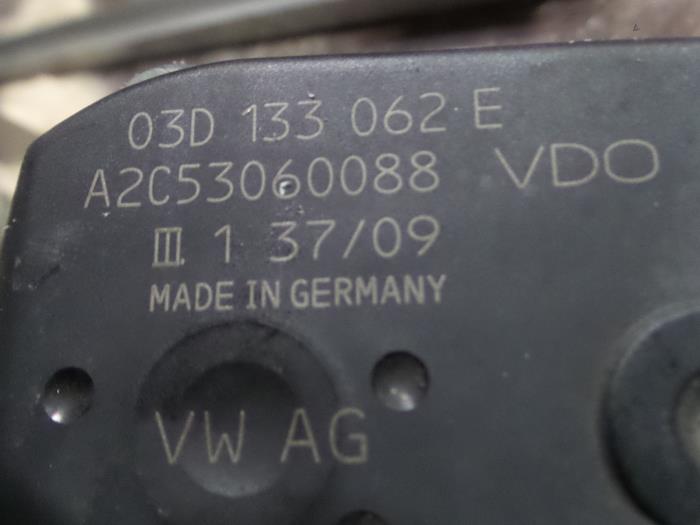 03D 133 062 E
A2C53060088 VDO
III. 1 37/09
MADE IN GERMANY
VW AG